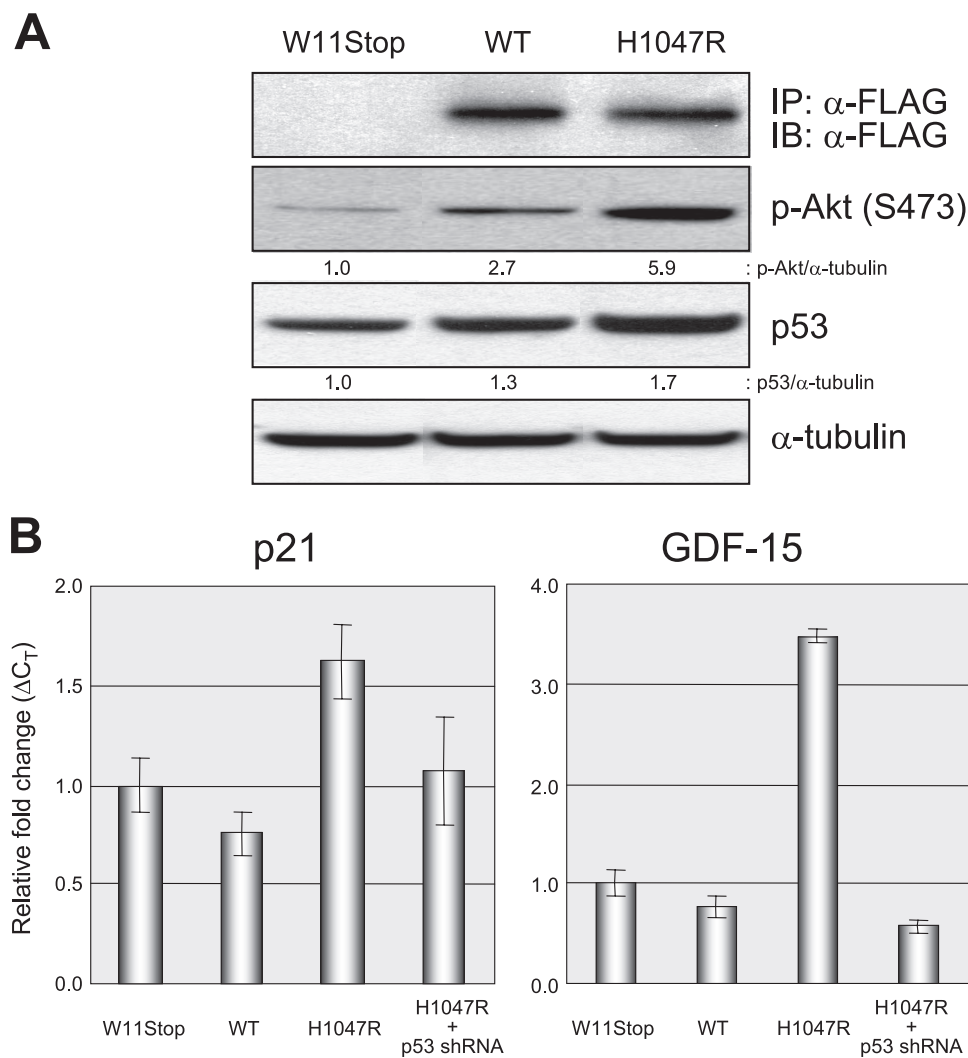 A
W11Stop WT H1047R
IP: α-FLAG
IB: α-FLAG
p-Akt (S473)
1.0 2.7 5.9 : p-Akt/α-tubulin
p53
1.0 1.3 1.7 : p53/α-tubulin
α-tubulin
B
p21 GDF-15
Relative fold change (ΔCT)
2.0
1.5
1.0
0.5
0.0
W11Stop WT H1047R H1047R
+
p53 shRNA
4.0
3.0
2.0
1.0
0.0
W11Stop WT H1047R H1047R
+
p53 shRNA